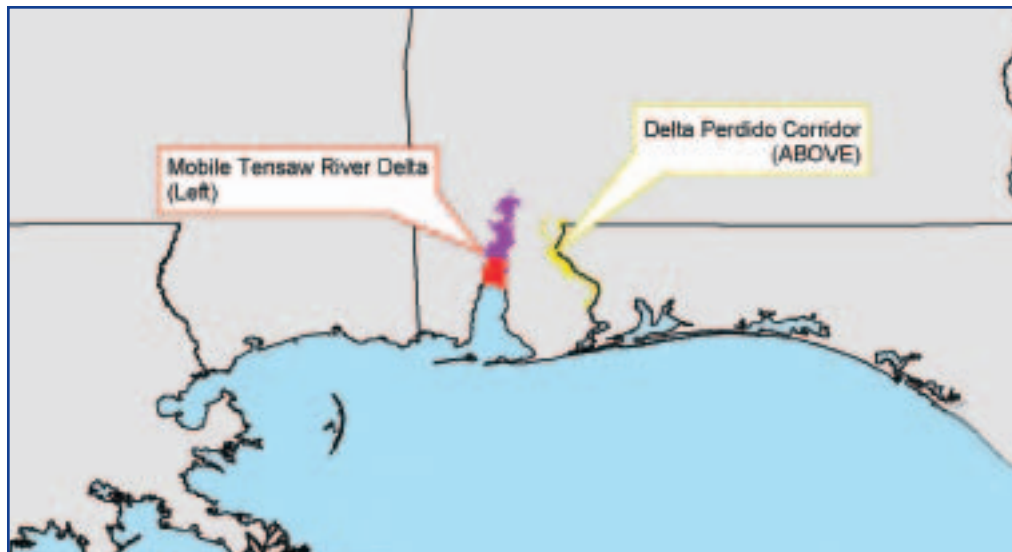 Mobile Tensaw River Delta
(Left)
Delta Perdido Corridor
(ABOVE)